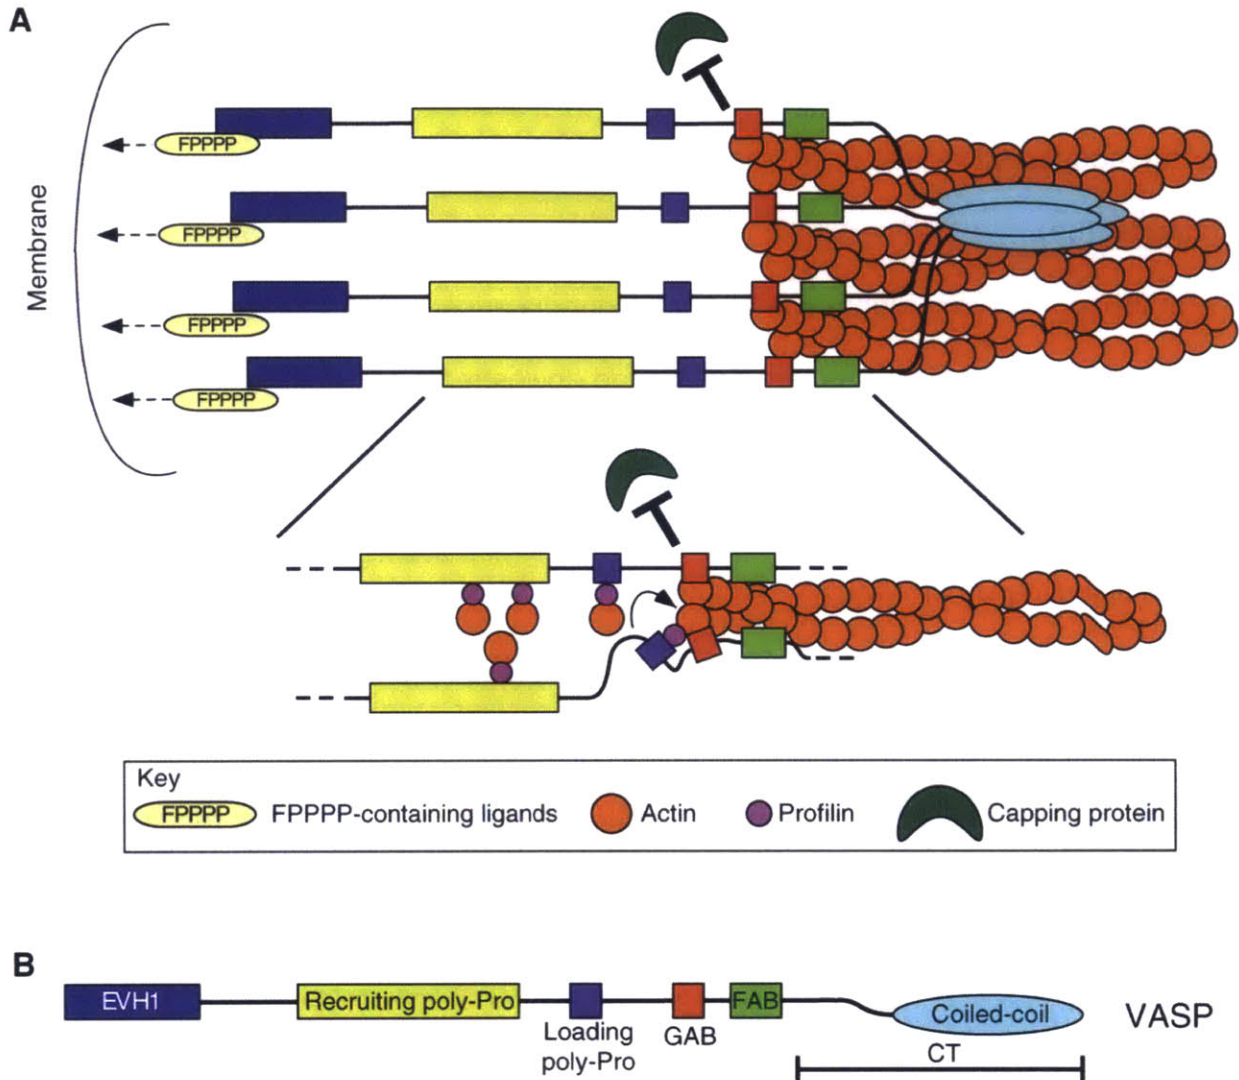 A
Membrane
FPPPP
FPPPP
FPPPP
FPPPP
Key
FPPPP FPPPP-containing ligands Actin Profilin Capping protein
B
EVH1 Recruiting poly-Pro Loading poly-Pro GAB FAB Coiled-coil VASP
CT